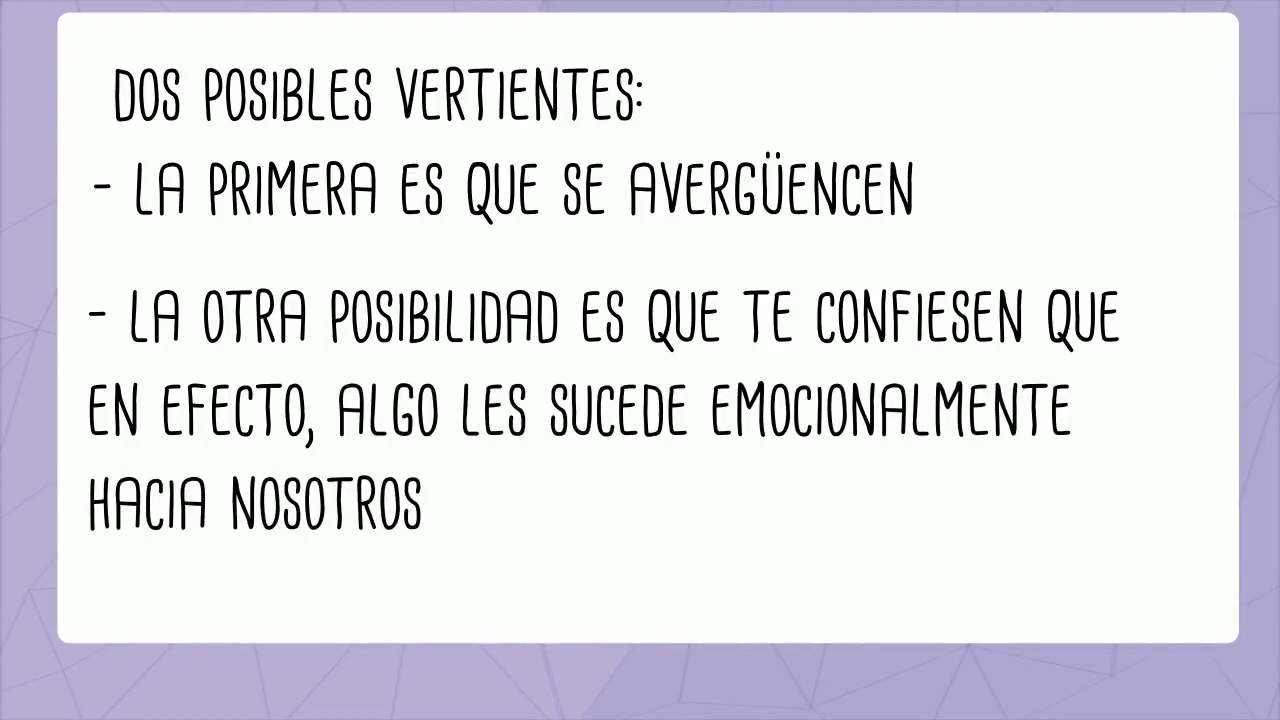 DOS POSIBLES VERTIENTES:
- LA PRIMERA ES QUE SE AVERGÜENCEN
- LA OTRA POSIBILIDAD ES QUE TE CONFIESEN QUE
EN EFECTO, ALGO LES SUCEDE EMOCIONALMENTE
HACIA NOSOTROS